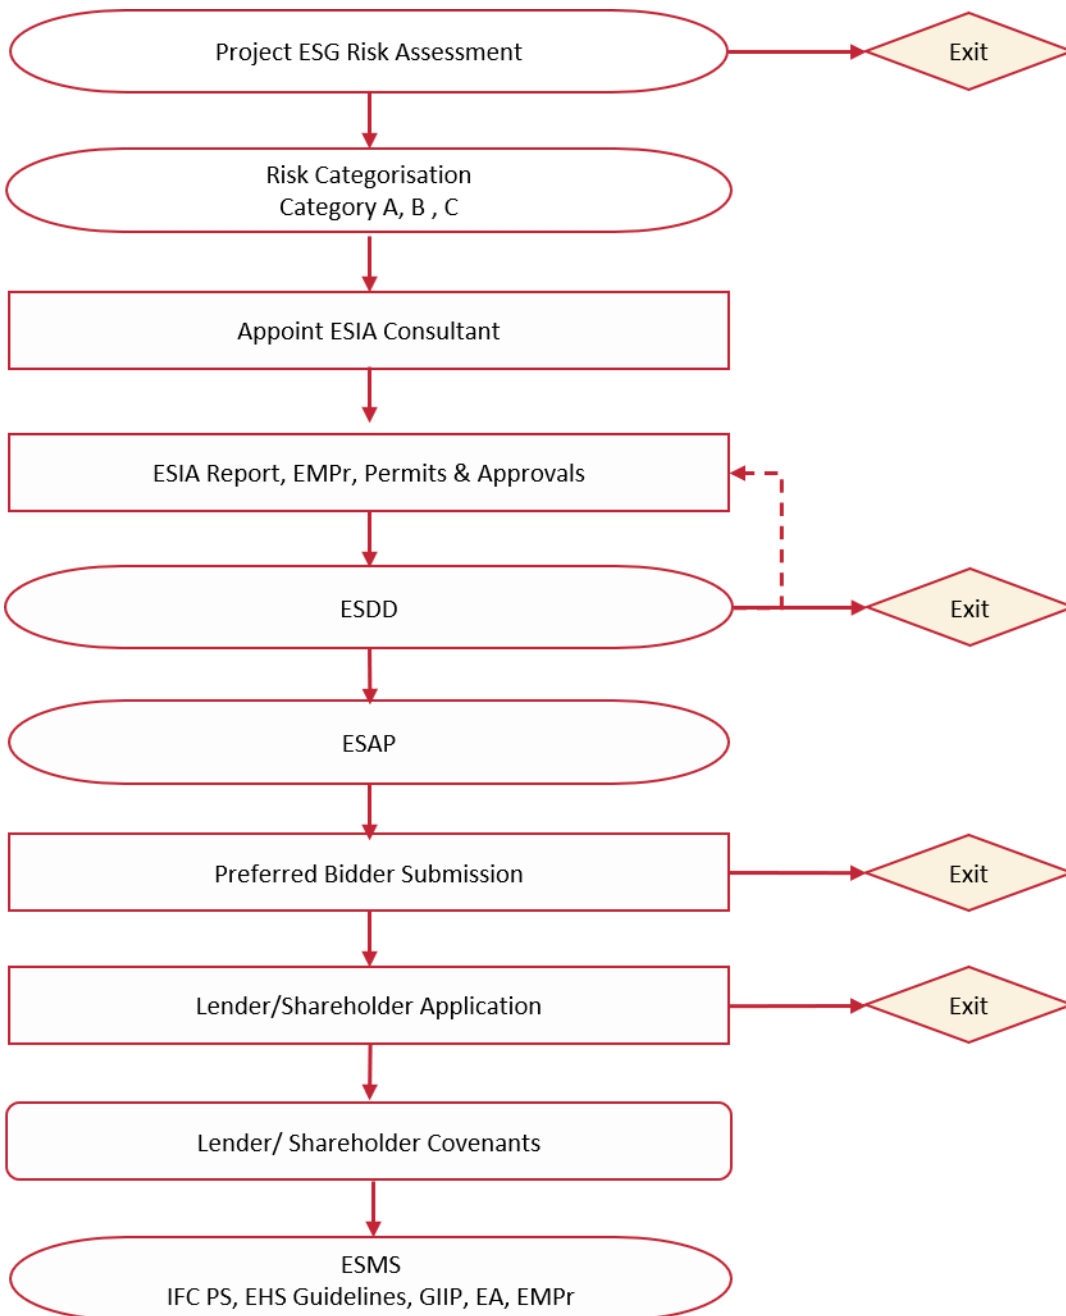 Project ESG Risk Assessment
Exit
Risk Categorisation
Category A, B , C
Appoint ESIA Consultant
ESIA Report, EMPr, Permits & Approvals
ESDD
Exit
ESAP
Preferred Bidder Submission
Exit
Lender/Shareholder Application
Exit
Lender/ Shareholder Covenants
ESMS
IFC PS, EHS Guidelines, GIIP, EA, EMPr